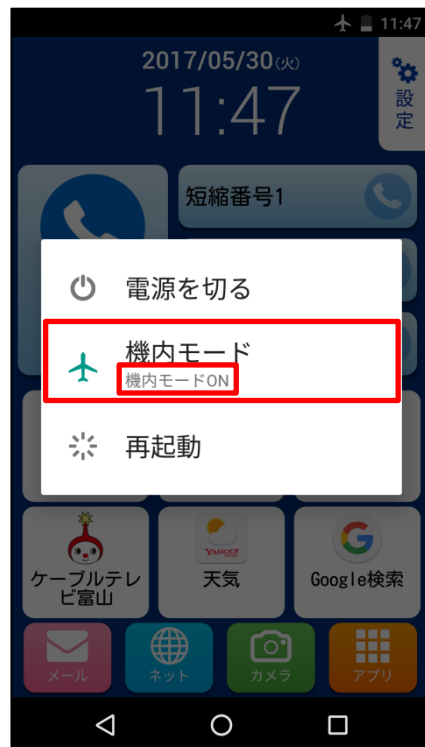 11:47
2017/05/30(火)
11:47
設定
短縮番号1
電源を切る
機内モード
機内モードON
再起動
ケーブルテレ
ビ富山
YAHOO!
天気
Google検索
メール
ネット
カメラ
アプリ